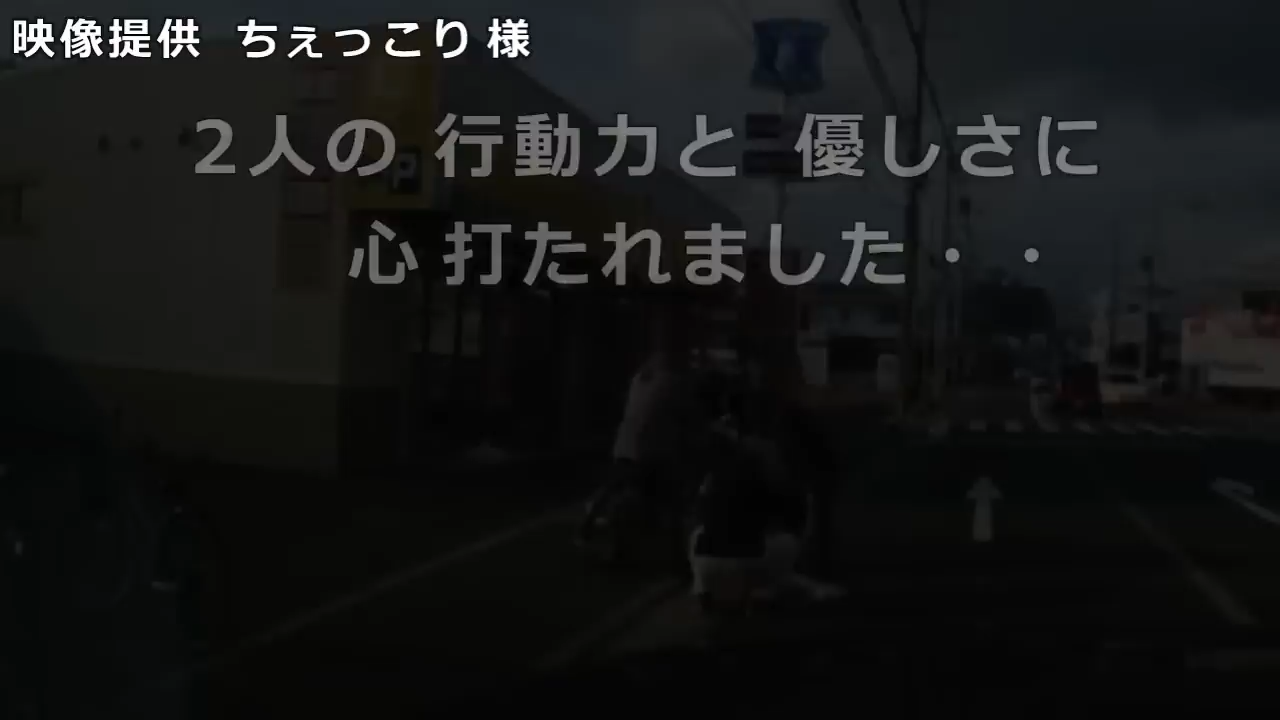 映像提供 ちぇっこり 様
2人の 行動力と 優しさに
心 打たれました・・
P